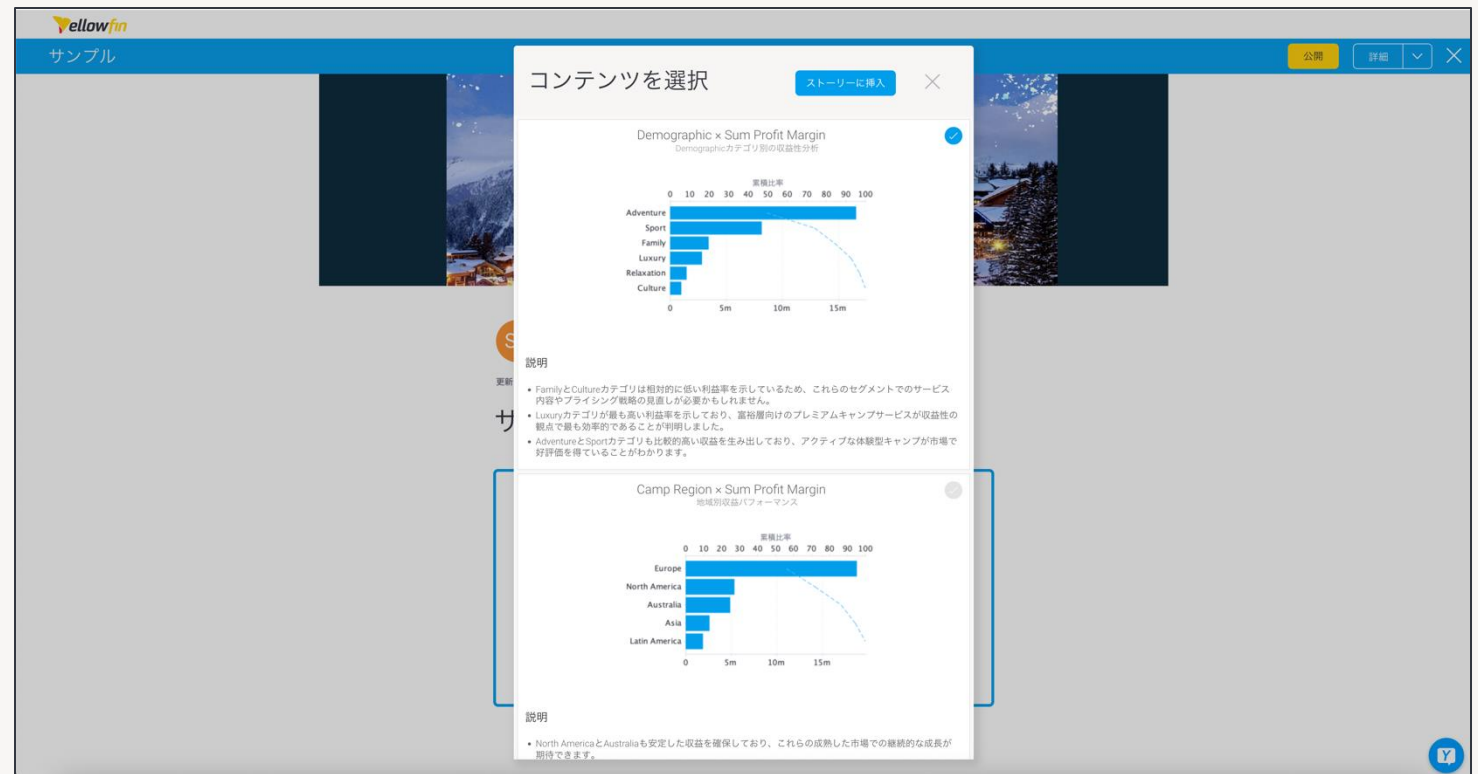 Yellowfin
サンプル
公開
詳細
コンテンツを選択
ストーリーに挿入
Demographic × Sum Profit Margin
Demographicカテゴリ別の収益性分析
累積比率
0 10 20 30 40 50 60 70 80 90 100
Adventure
Sport
Family
Luxury
Relaxation
Culture
0 5m 10m 15m
S
更新
サ
説明
• FamilyとCultureカテゴリは相対的に低い利益率を示しているため、これらのセグメントでのサービス
内容やプライシング戦略の見直しが必要かもしれません。
• Luxuryカテゴリが最も高い利益率を示しており、富裕層向けのプレミアムキャンプサービスが収益性の
観点で最も効率的であることが判明しました。
• AdventureとSportカテゴリも比較的高い収益を生み出しており、アクティブな体験型キャンプが市場で
好評価を得ていることがわかります。
Camp Region × Sum Profit Margin
地域別収益パフォーマンス
累積比率
0 10 20 30 40 50 60 70 80 90 100
Europe
North America
Australia
Asia
Latin America
0 5m 10m 15m
説明
• North AmericaとAustraliaも安定した収益を確保しており、これらの成熟した市場での継続的な成長が
期待できます。
Y